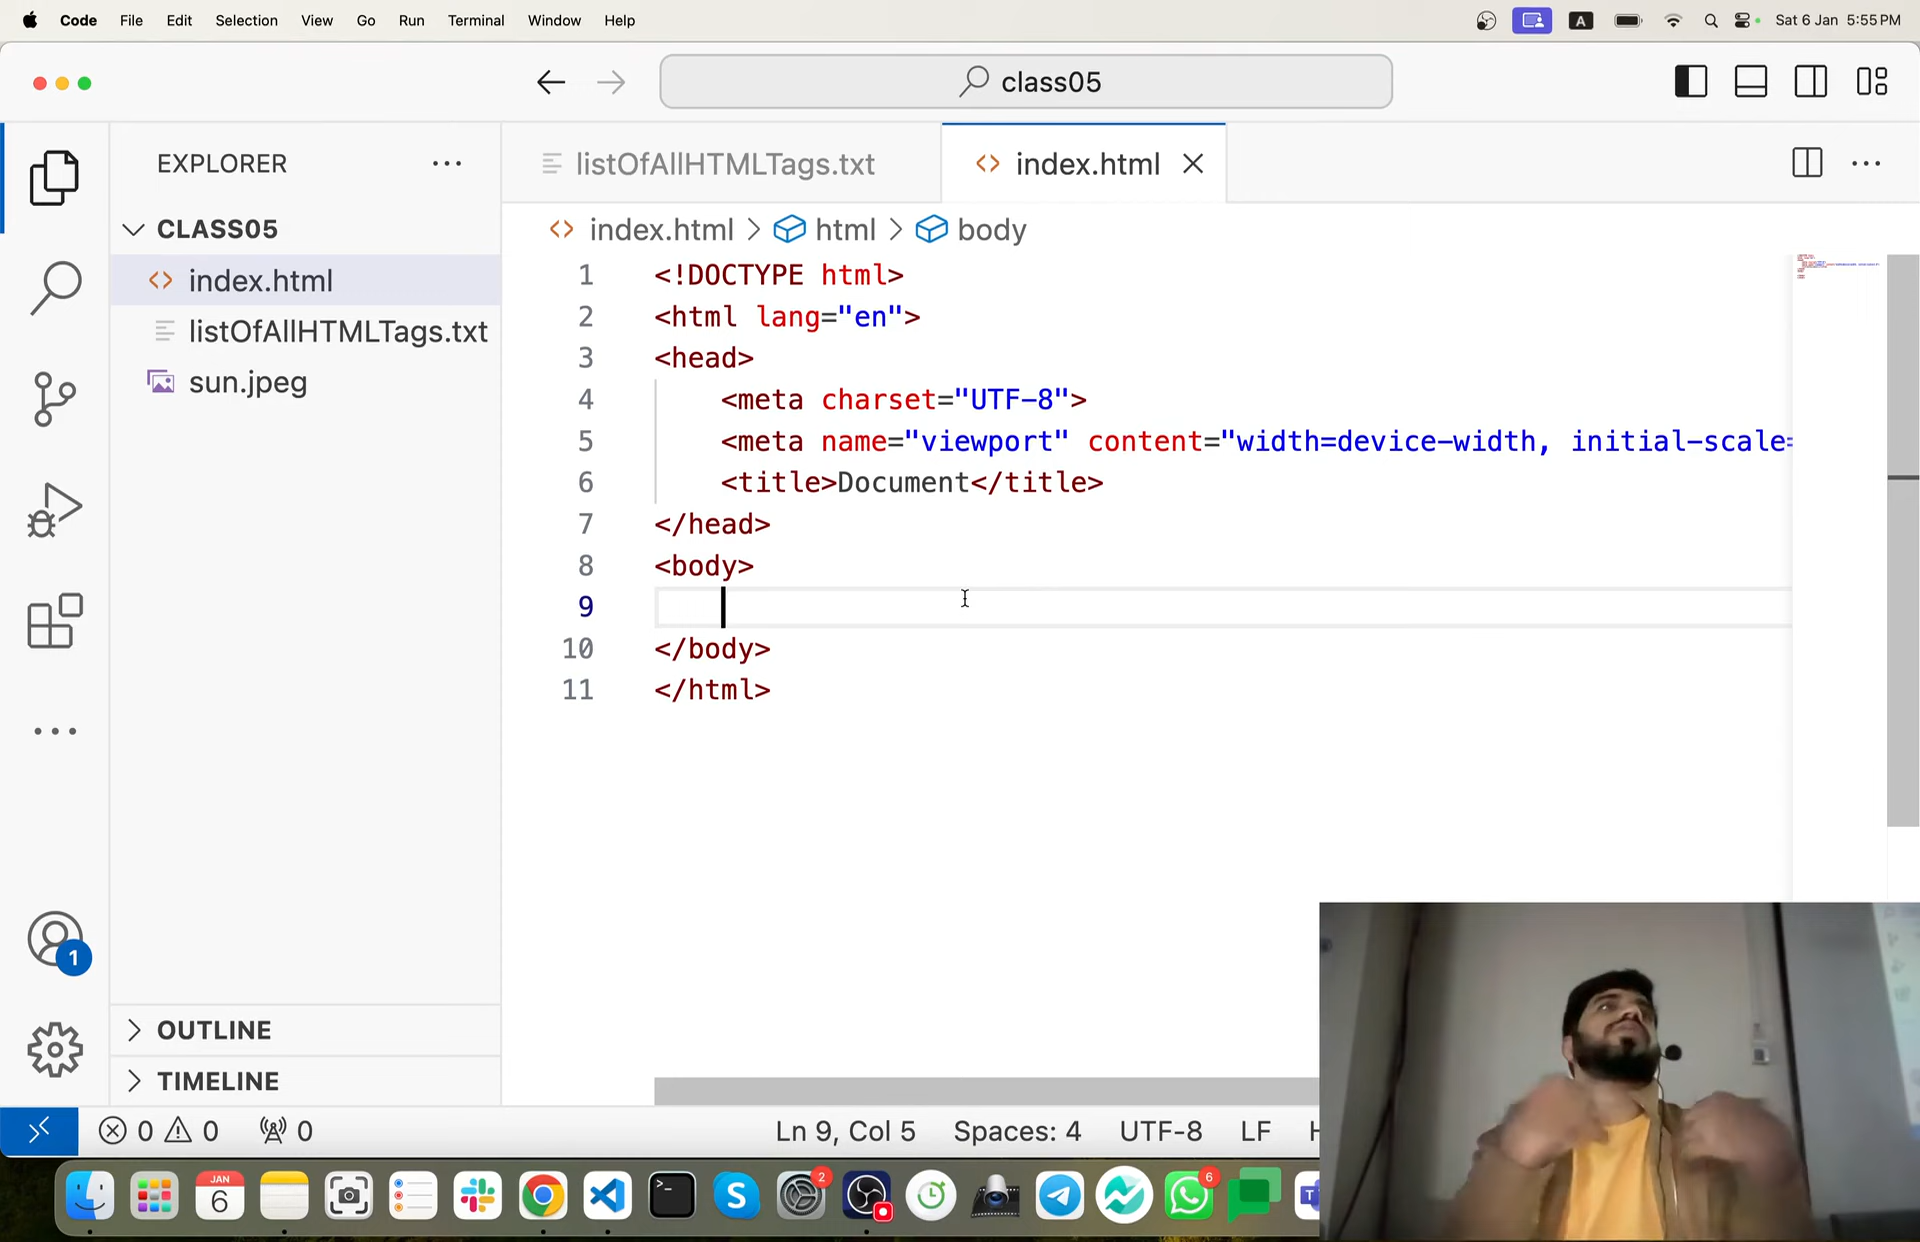 Code File Edit Selection View Go Run Terminal Window Help A Sat 6 Jan 5:55 PM
class05
EXPLORER
listOfAllHTMLTags.txt
index.html
CLASS05
index.html
listOfAllHTMLTags.txt
sun.jpeg
index.html > html > body
1 <!DOCTYPE html>
2 <html lang="en">
3 <head>
4 <meta charset="UTF-8">
5 <meta name="viewport" content="width=device-width, initial-scale=
6 <title>Document</title>
7 </head>
8 <body>
9
10 </body>
11 </html>
1
OUTLINE
TIMELINE
0 0 0 Ln 9, Col 5 Spaces: 4 UTF-8 LF H
JAN
6
>_
S
2
6
T